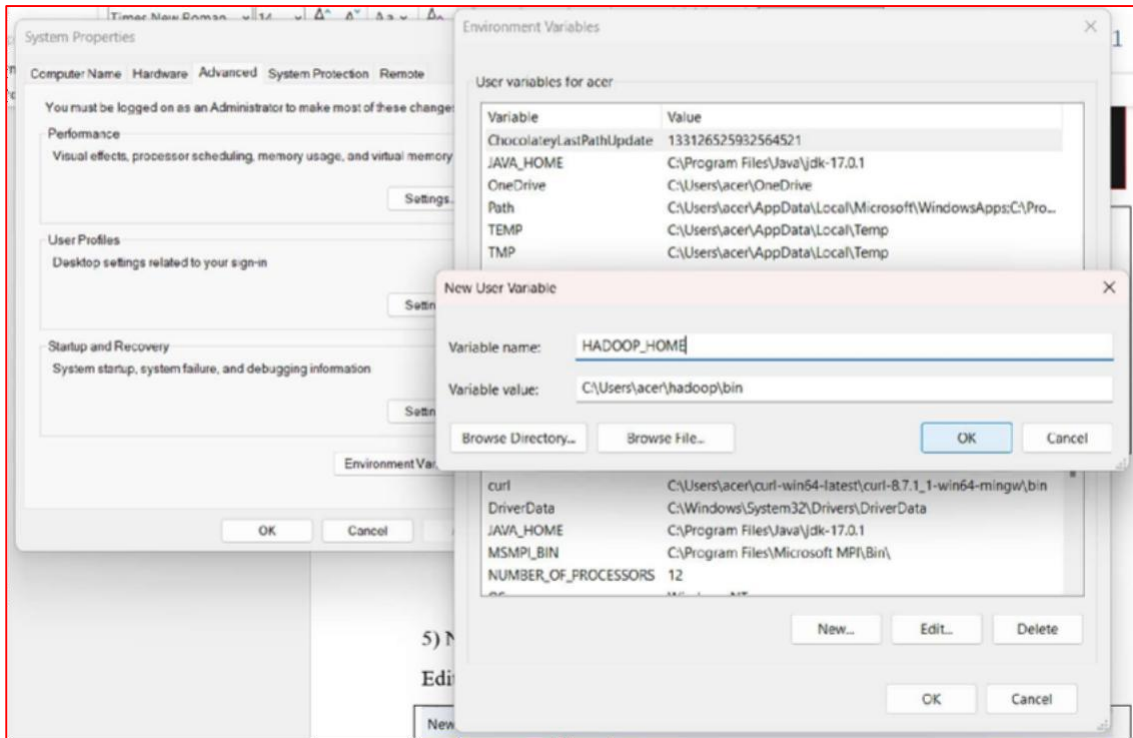 Times New Roman 14
System Properties
Computer Name Hardware Advanced System Protection Remote
You must be logged on as an Administrator to make most of these change
Performance
Visual effects, processor scheduling, memory usage, and virtual memory
Settings..
User Profiles
Desktop settings related to your sign-in
Settin
Startup and Recovery
System startup, system failure, and debugging information
Settin
Environment Var
OK Cancel
Environment Variables
User variables for acer
Variable Value
ChocolateyLastPathUpdate 133126525932564521
JAVA_HOME C:\Program Files\Java\jdk-17.0.1
OneDrive C:\Users\acer\OneDrive
Path C:\Users\acer\AppData\Local\Microsoft\WindowsApps;C:\Pro...
TEMP C:\Users\acer\AppData\Local\Temp
TMP C:\Users\acer\AppData\Local\Temp
New User Variable
Variable name: HADOOP_HOME
Variable value: C:\Users\acer\hadoop\bin
Browse Directory... Browse File... OK Cancel
curl C:\Users\acer\curl-win64-latest\curl-8.7.1_1-win64-mingw\bin
DriverData C:\Windows\System32\Drivers\DriverData
JAVA_HOME C:\Program Files\Java\jdk-17.0.1
MSMPI_BIN C:\Program Files\Microsoft MPI\Bin\
NUMBER_OF_PROCESSORS 12
New... Edit... Delete
OK Cancel
5) N
Edi
New